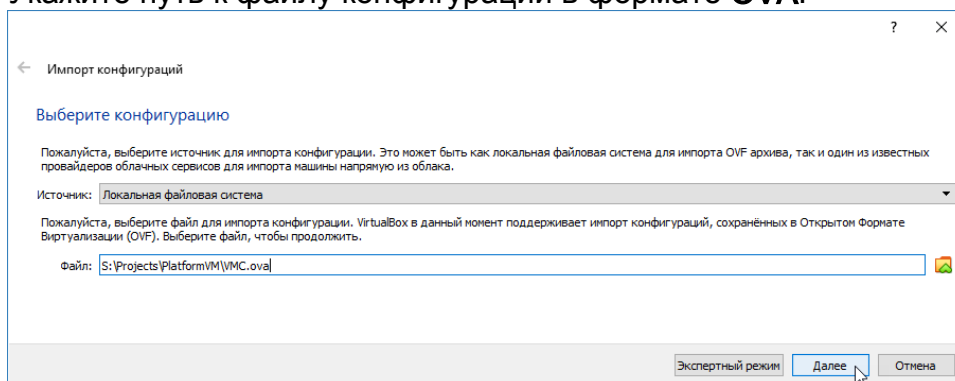 Укажите путь к файлу конфигурации в формате OVA.
?
Импорт конфигураций
Выберите конфигурацию
Пожалуйста, выберите источник для импорта конфигурации. Это может быть как локальная файловая система для импорта OVF архива, так и один из известных
провайдеров облачных сервисов для импорта машины напрямую из облака.
Источник: Локальная файловая система
Пожалуйста, выберите файл для импорта конфигурации. VirtualBox в данный момент поддерживает импорт конфигураций, сохранённых в Открытом Формате
Виртуализации (OVF). Выберите файл, чтобы продолжить.
Файл: S:\Projects\PlatformVM\VMC.ova
Экспертный режим Далее Отмена